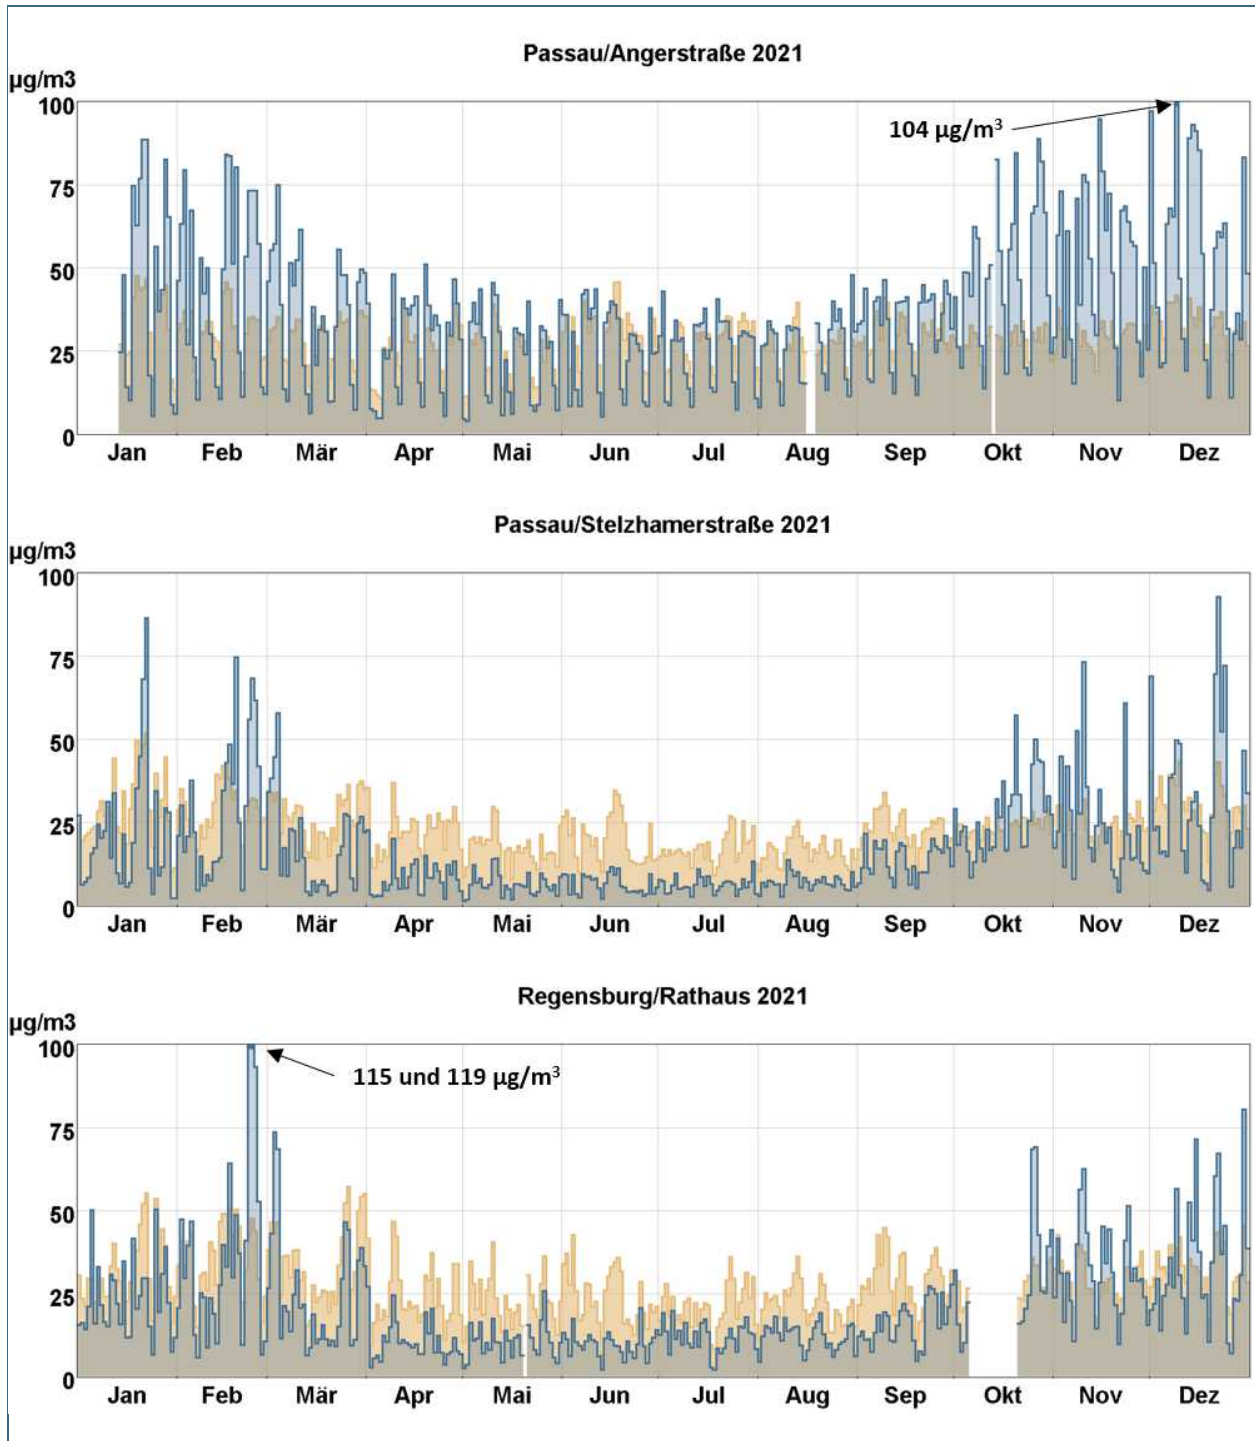 Passau/Angerstraße 2021
µg/m3
100
104 µg/m³
75
50
25
0
Jan Feb Mär Apr Mai Jun Jul Aug Sep Okt Nov Dez
Passau/Stelzhamerstraße 2021
µg/m3
100
75
50
25
0
Jan Feb Mär Apr Mai Jun Jul Aug Sep Okt Nov Dez
Regensburg/Rathaus 2021
µg/m3
100
115 und 119 µg/m³
75
50
25
0
Jan Feb Mär Apr Mai Jun Jul Aug Sep Okt Nov Dez